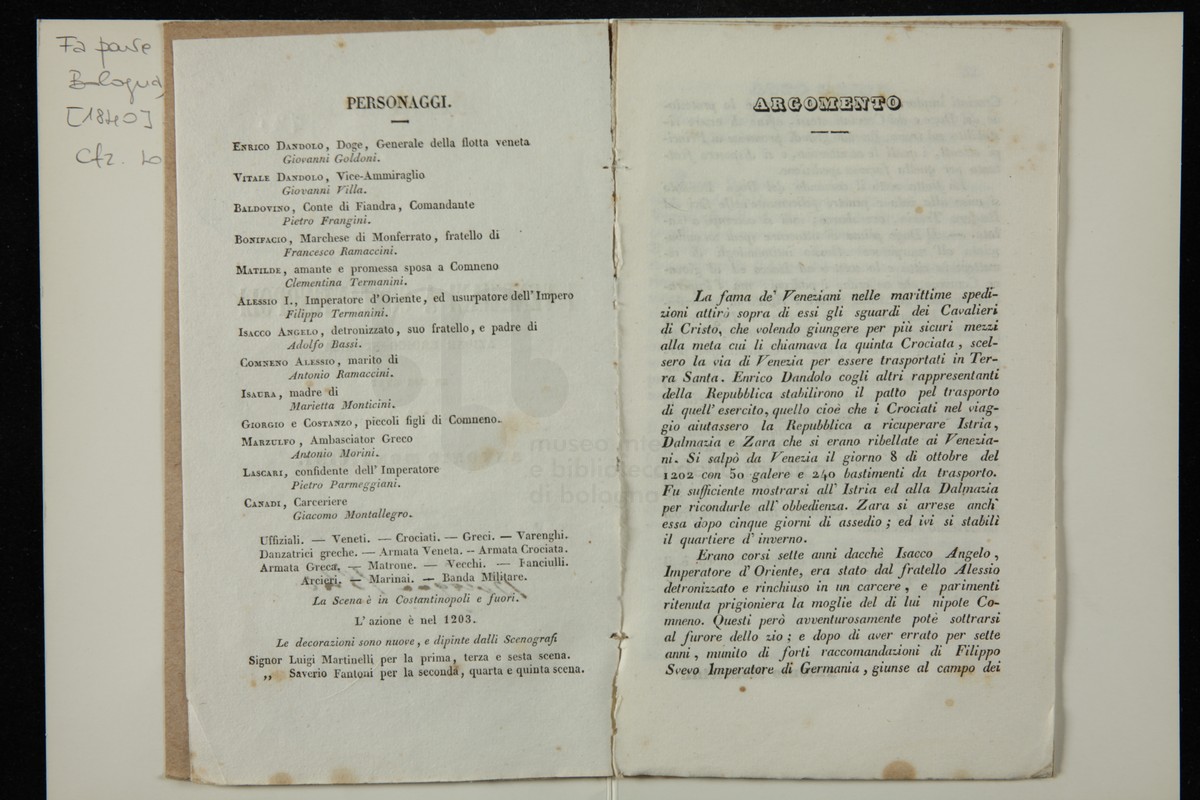 Fa parte
Bologna,
[1840]
Cfr. Lo
PERSONAGGI.
Enrico Dandolo, Doge, Generale della flotta veneta
Giovanni Goldoni.
Vitale Dandolo, Vice-Ammiraglio
Giovanni Villa.
Baldovino, Conte di Fiandra, Comandante
Pietro Frangini.
Bonifacio, Marchese di Monferrato, fratello di
Francesco Ramaccini.
Matilde, amante e promessa sposa a Comneno
Clementina Termanini.
Alessio I., Imperatore d'Oriente, ed usurpatore dell'Impero
Filippo Termanini.
Isacco Angelo, detronizzato, suo fratello, e padre di
Adolfo Bassi.
Comneno Alessio, marito di
Antonio Ramaccini.
Isaura, madre di
Marietta Monticini.
Giorgio e Costanzo, piccoli figli di Comneno.
Marzulfo, Ambasciator Greco
Antonio Morini.
Lascari, confidente dell'Imperatore
Pietro Parmeggiani.
Canadi, Carceriere
Giacomo Montallegro.
Uffiziali. — Veneti. — Crociati. — Greci. — Varenghi.
Danzatrici greche. — Armata Veneta. — Armata Crociata.
Armata Greca. — Matrone. — Vecchi. — Fanciulli.
Arcieri. — Marinai. — Banda Militare.
La Scena è in Costantinopoli e fuori.
L'azione è nel 1203.
Le decorazioni sono nuove, e dipinte dalli Scenografi
Signor Luigi Martinelli per la prima, terza e sesta scena.
„ Saverio Fantoni per la seconda, quarta e quinta scena.
museo inte
e biblioteca della musica
di bologna
ARGOMENTO
La fama de' Veneziani nelle marittime spedi-
zioni attirò sopra di essi gli sguardi dei Cavalieri
di Cristo, che volendo giungere per più sicuri mezzi
alla meta cui li chiamava la quinta Crociata, scel-
sero la via di Venezia per essere trasportati in Ter-
ra Santa. Enrico Dandolo cogli altri rappresentanti
della Repubblica stabilirono il patto pel trasporto
di quell'esercito, quello cioè che i Crociati nel viag-
gio aiutassero la Repubblica a ricuperare Istria,
Dalmazia e Zara che si erano ribellate ai Venezia-
ni. Si salpò da Venezia il giorno 8 di ottobre del
1202 con 50 galere e 240 bastimenti da trasporto.
Fu sufficiente mostrarsi all'Istria ed alla Dalmazia
per ricondurle all'obbedienza. Zara si arrese anch'
essa dopo cinque giorni di assedio; ed ivi si stabilì
il quartiere d'inverno.
Erano corsi sette anni dacchè Isacco Angelo,
Imperatore d'Oriente, era stato dal fratello Alessio
detronizzato e rinchiuso in un carcere, e parimenti
ritenuta prigioniera la moglie del di lui nipote Co-
mneno. Questi però avventurosamente potè sottrarsi
al furore dello zio; e dopo di aver errato per sette
anni, munito di forti raccomandazioni di Filippo
Svevo Imperatore di Germania, giunse al campo dei